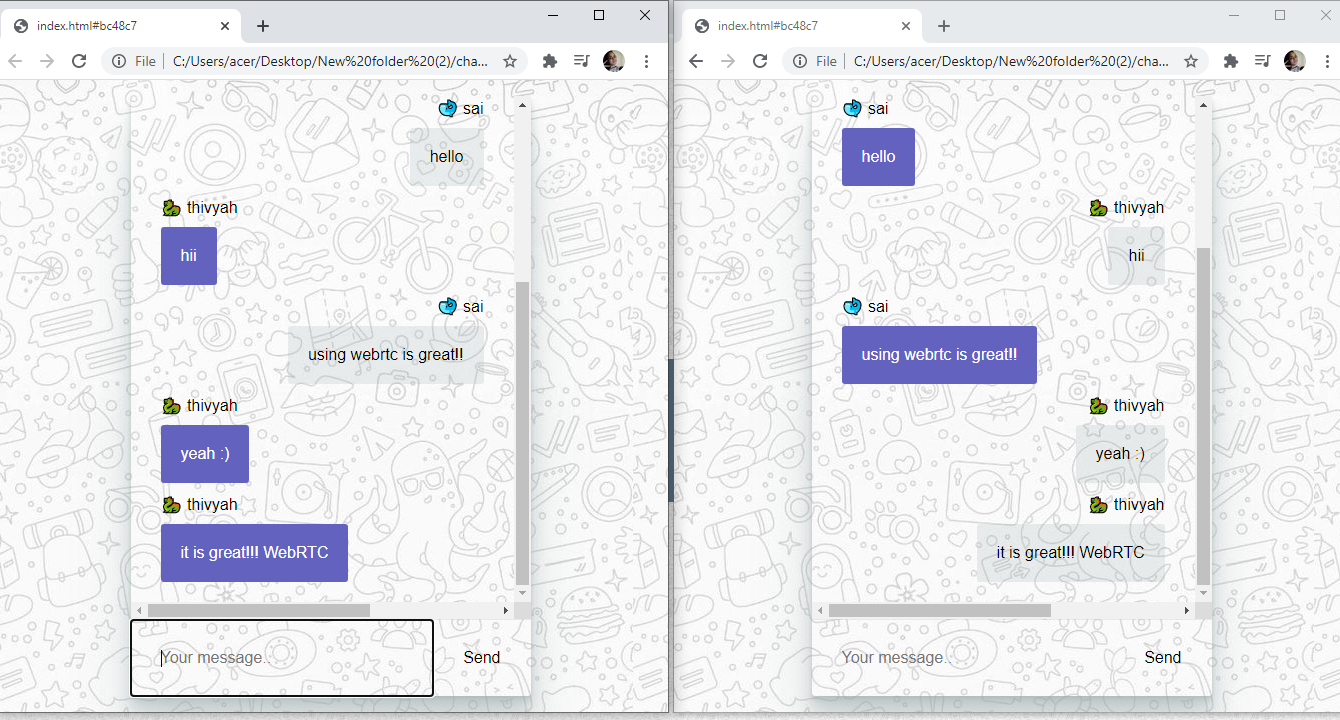 index.html#bc48c7
File
C:/Users/acer/Desktop/New%20folder%20(2)/cha...
sai
hello
thivyah
hii
sai
using webrtc is great!!
thivyah
yeah :)
thivyah
it is great!!! WebRTC
Your message..
Send
index.html#bc48c7
File
C:/Users/acer/Desktop/New%20folder%20(2)/cha...
sai
hello
thivyah
hii
sai
using webrtc is great!!
thivyah
yeah :)
thivyah
it is great!!! WebRTC
Your message..
Send